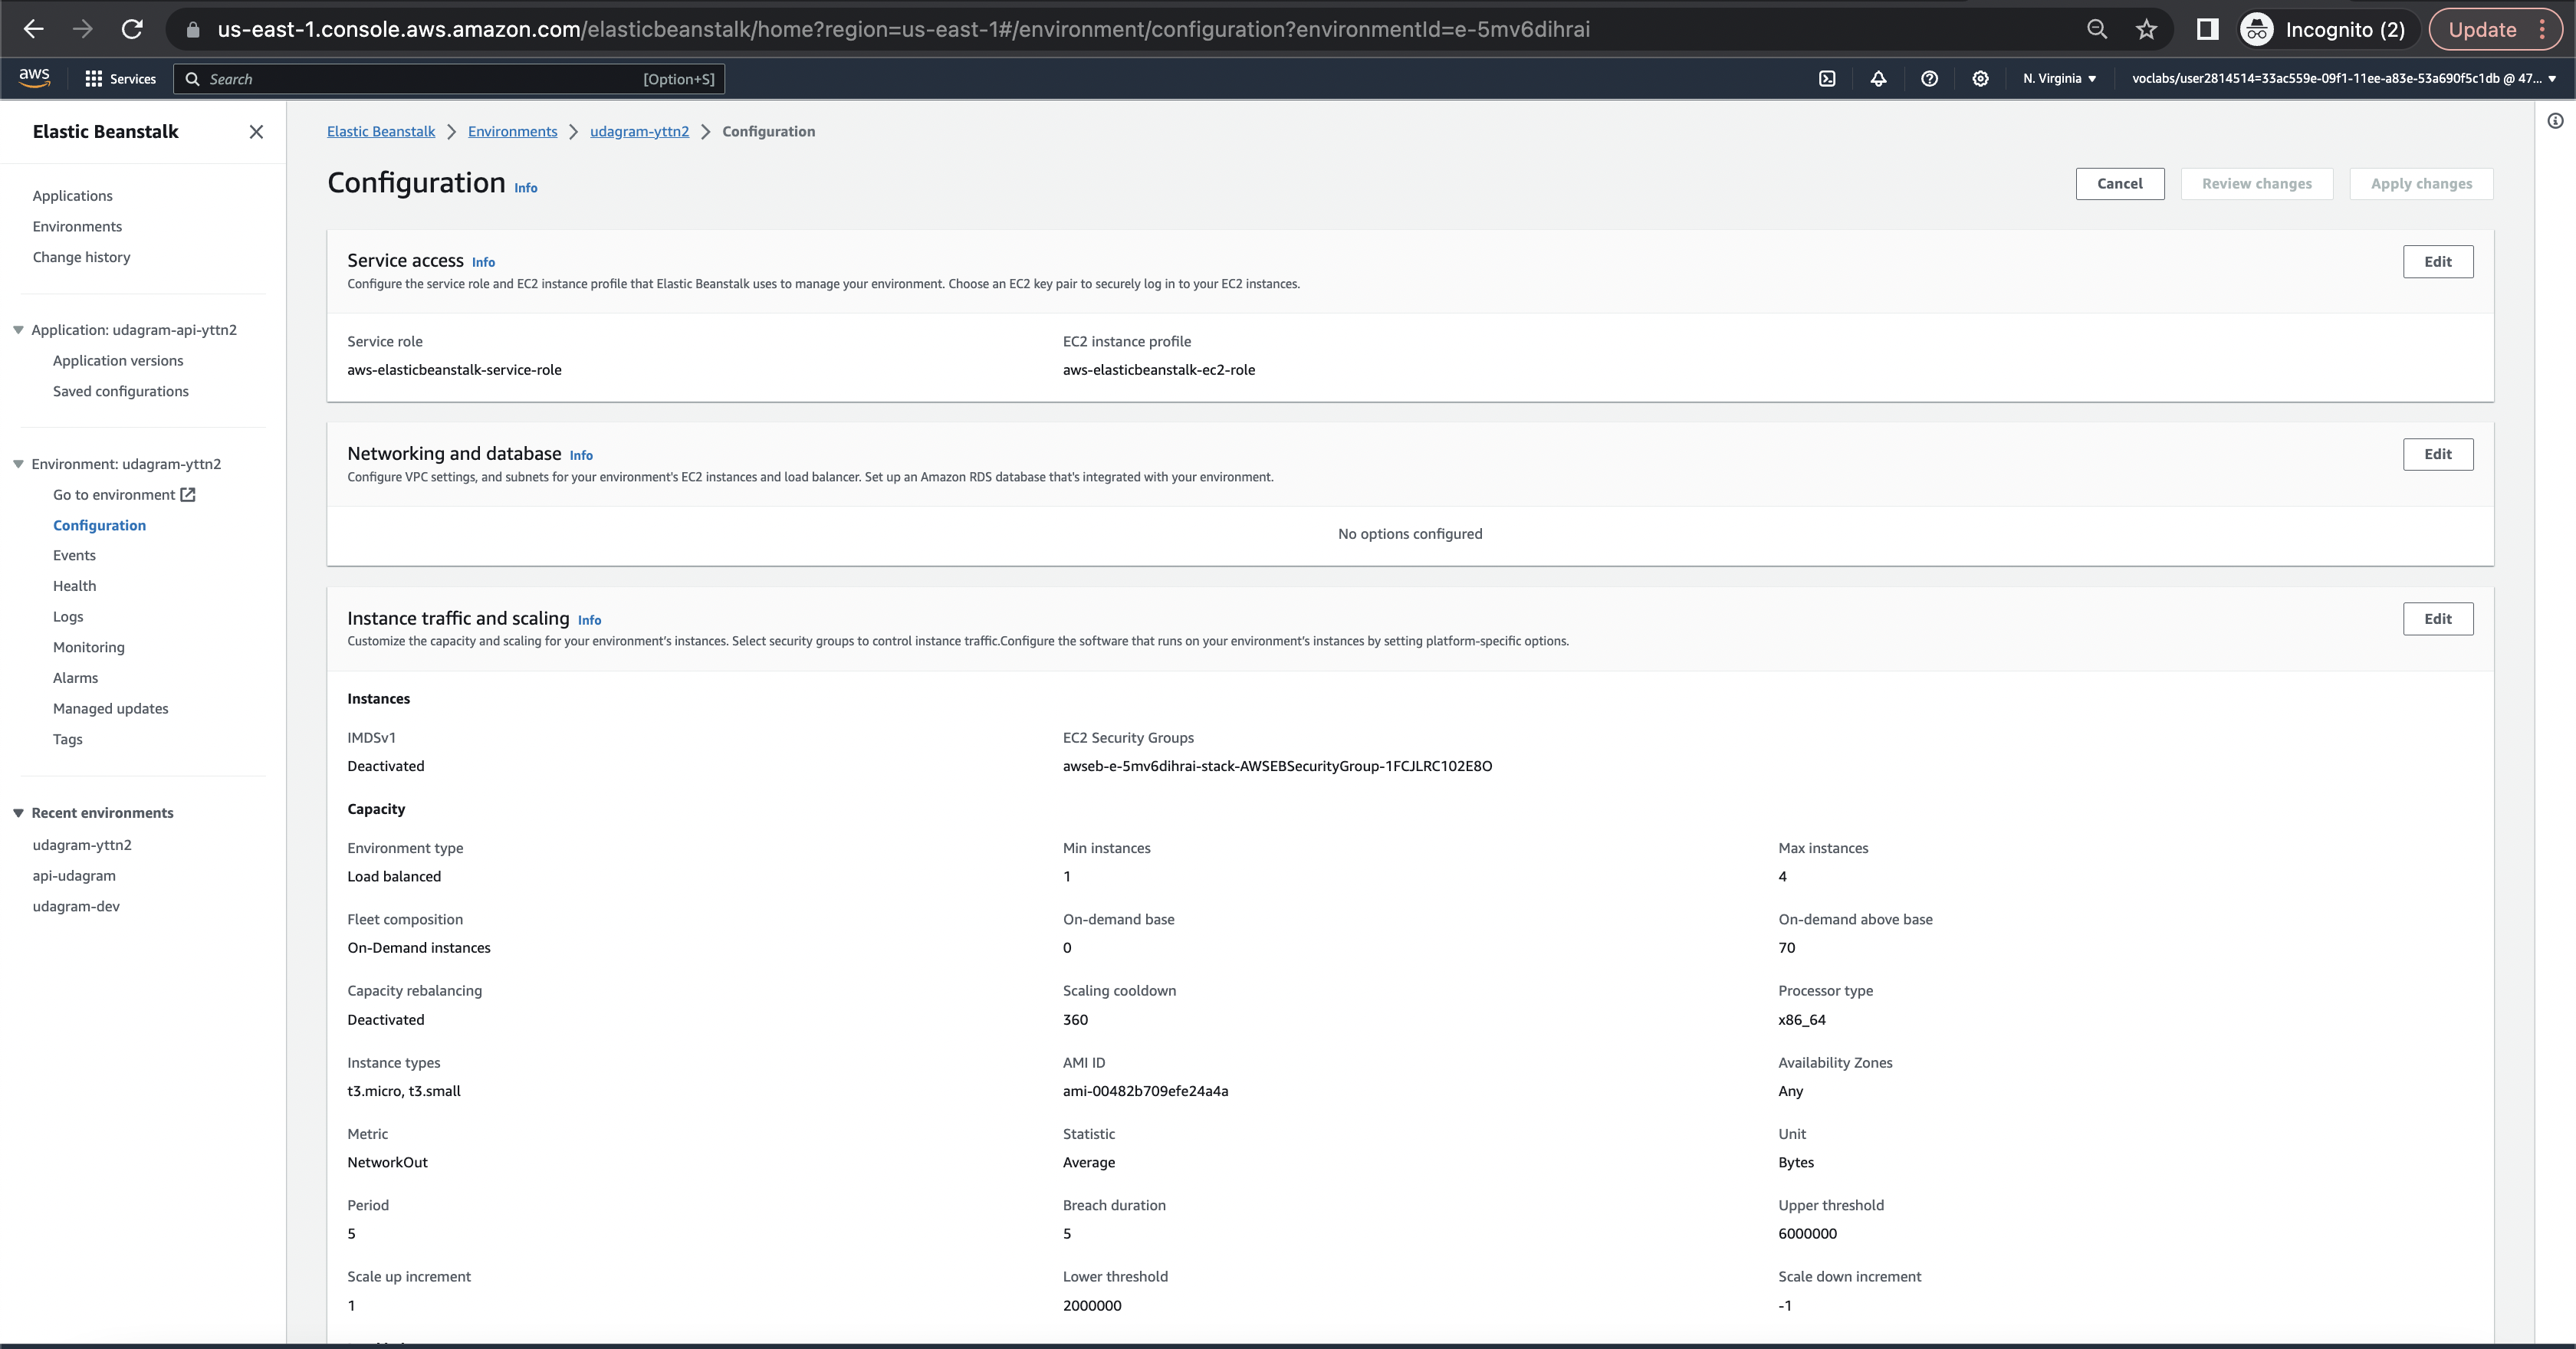 us-east-1.console.aws.amazon.com/elasticbeanstalk/home?region=us-east-1#/environment/configuration?environmentId=e-5mv6dihrai
Incognito (2)
Update
aws
Services
Search
[Option+S]
N. Virginia
voclabs/user2814514=33ac559e-09f1-11ee-a83e-53a690f5c1db @ 47...
Elastic Beanstalk
Applications
Environments
Change history
Application: udagram-api-yttn2
Application versions
Saved configurations
Environment: udagram-yttn2
Go to environment
Configuration
Events
Health
Logs
Monitoring
Alarms
Managed updates
Tags
Recent environments
udagram-yttn2
api-udagram
udagram-dev
Elastic Beanstalk > Environments > udagram-yttn2 > Configuration
Configuration Info
Cancel
Review changes
Apply changes
Service access Info
Edit
Configure the service role and EC2 instance profile that Elastic Beanstalk uses to manage your environment. Choose an EC2 key pair to securely log in to your EC2 instances.
Service role
aws-elasticbeanstalk-service-role
EC2 instance profile
aws-elasticbeanstalk-ec2-role
Networking and database Info
Edit
Configure VPC settings, and subnets for your environment's EC2 instances and load balancer. Set up an Amazon RDS database that's integrated with your environment.
No options configured
Instance traffic and scaling Info
Edit
Customize the capacity and scaling for your environment's instances. Select security groups to control instance traffic.Configure the software that runs on your environment's instances by setting platform-specific options.
Instances
IMDSv1
Deactivated
EC2 Security Groups
awseb-e-5mv6dihrai-stack-AWSEBSecurityGroup-1FCJLRC102E8O
Capacity
Environment type
Load balanced
Min instances
1
Max instances
4
Fleet composition
On-Demand instances
On-demand base
0
On-demand above base
70
Capacity rebalancing
Deactivated
Scaling cooldown
360
Processor type
x86_64
Instance types
t3.micro, t3.small
AMI ID
ami-00482b709efe24a4a
Availability Zones
Any
Metric
NetworkOut
Statistic
Average
Unit
Bytes
Period
5
Breach duration
5
Upper threshold
6000000
Scale up increment
1
Lower threshold
2000000
Scale down increment
-1